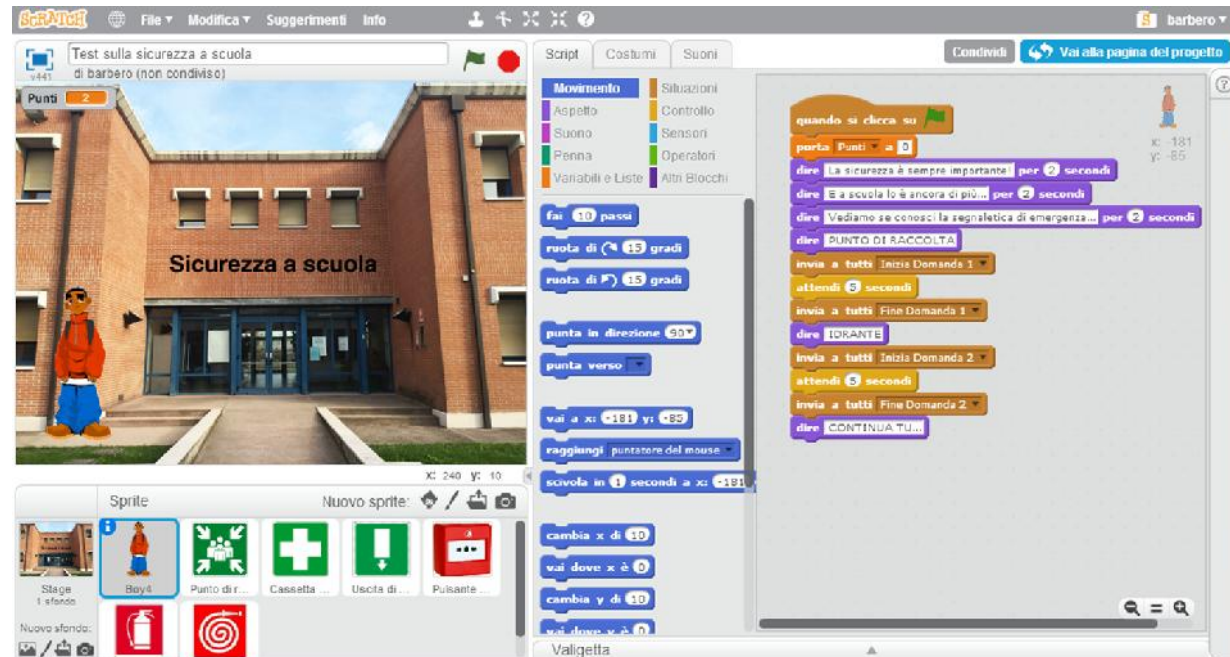 SCRATCH File Modifica Suggerimenti Info barbero
Test sulla sicurezza a scuola
di barbero (non condiviso)
v441
Punti 2
Sicurezza a scuola
x: 240 y: 10
Sprite Nuovo sprite:
Stage
1 sfondo
Nuovo sfondo:
Boy4
Punto di r...
Cassetta ...
Uscita di ...
Pulsante ...
Script Costumi Suoni
Condividi Vai alla pagina del progetto
Movimento Situazioni
Aspetto Controllo
Suono Sensori
Penna Operatori
Variabili e Liste Altri Blocchi
fai 10 passi
ruota di 15 gradi
ruota di 15 gradi
punta in direzione 90
punta verso
vai a x: -181 y: -85
raggiungi puntatore del mouse
scivola in 1 secondi a x: -181
cambia x di 10
vai dove x è 0
cambia y di 10
vai dove y è 0
Valigetta
x: -181
y: -85
quando si clicca su
porta Punti a 0
dire La sicurezza è sempre importante! per 2 secondi
dire E a scuola lo è ancora di più... per 2 secondi
dire Vediamo se conosci la segnaletica di emergenza... per 2 secondi
dire PUNTO DI RACCOLTA
invia a tutti Inizia Domanda 1
attendi 5 secondi
invia a tutti Fine Domanda 1
dire IDRANTE
invia a tutti Inizia Domanda 2
attendi 5 secondi
invia a tutti Fine Domanda 2
dire CONTINUA TU...